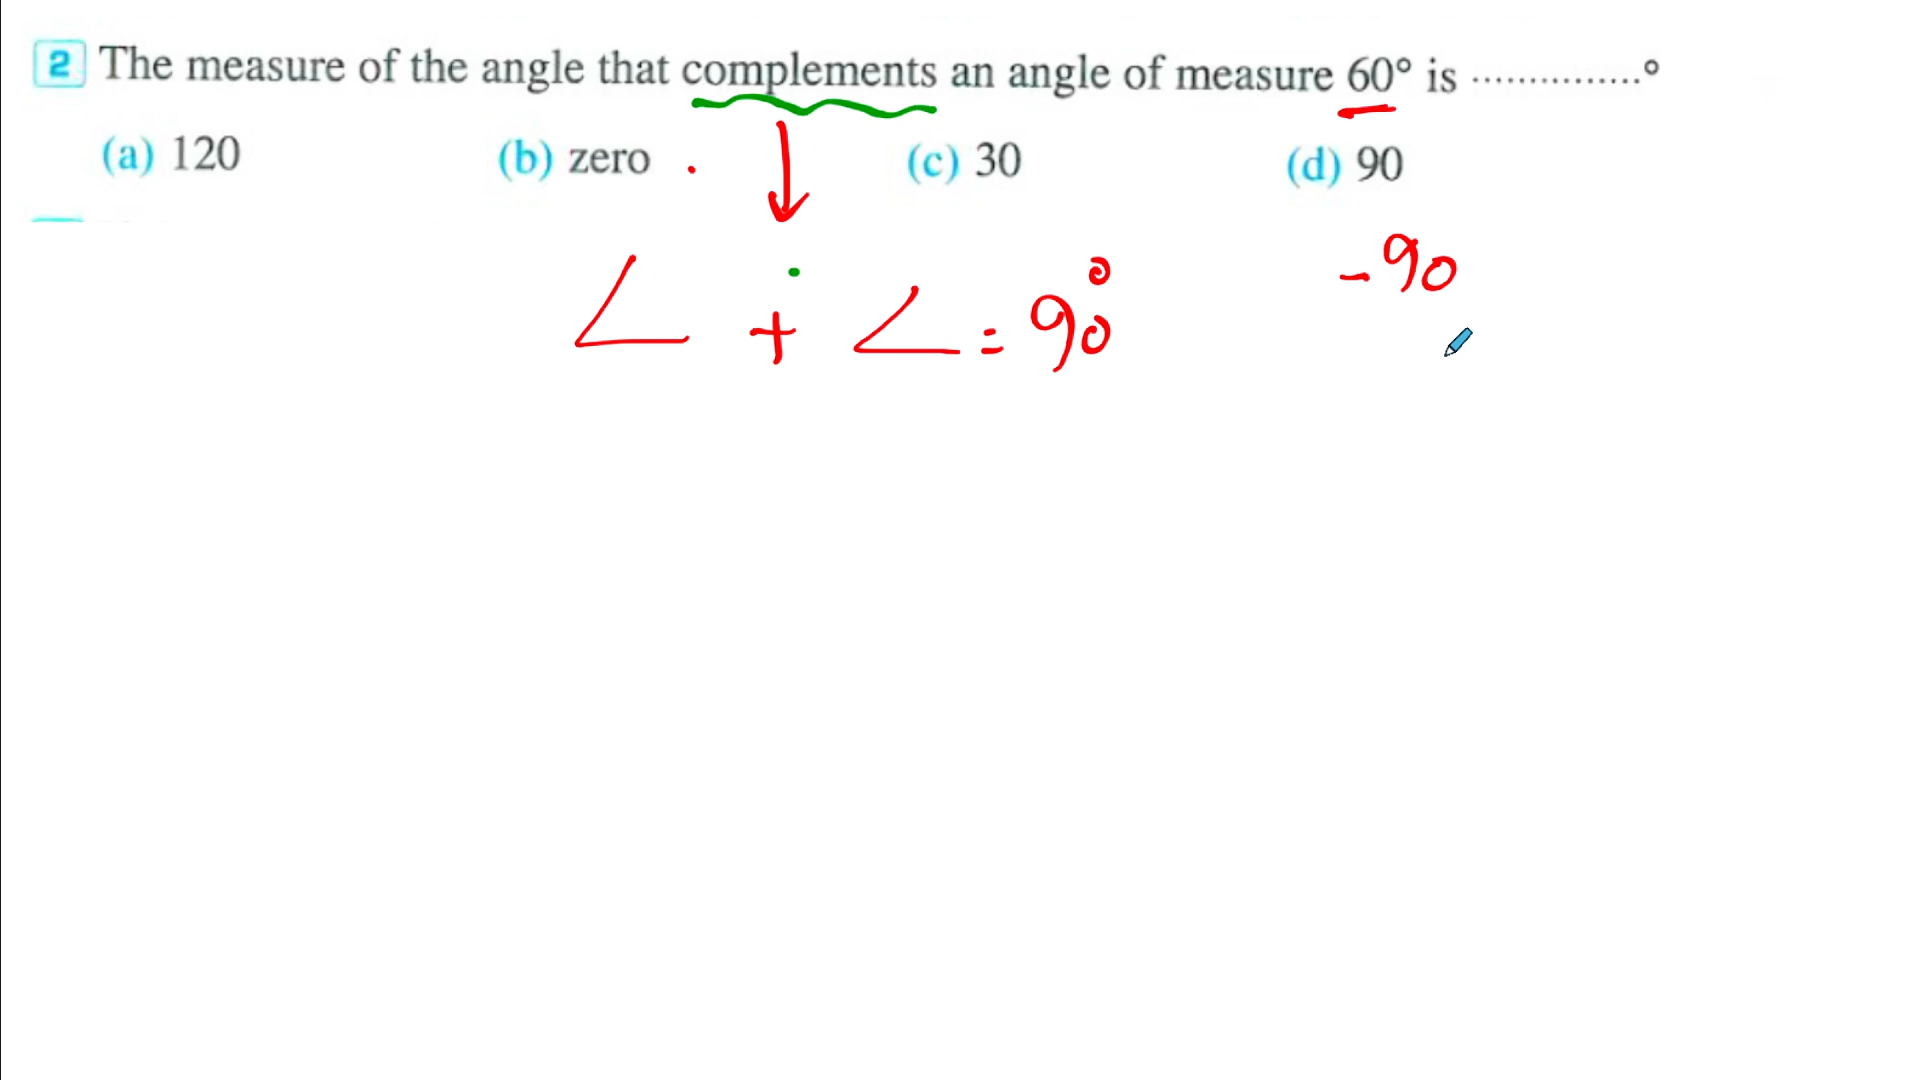 2 The measure of the angle that complements an angle of measure 60° is ...............°
(a) 120 (b) zero (c) 30 (d) 90
- 90
∠ + ∠ = 90°